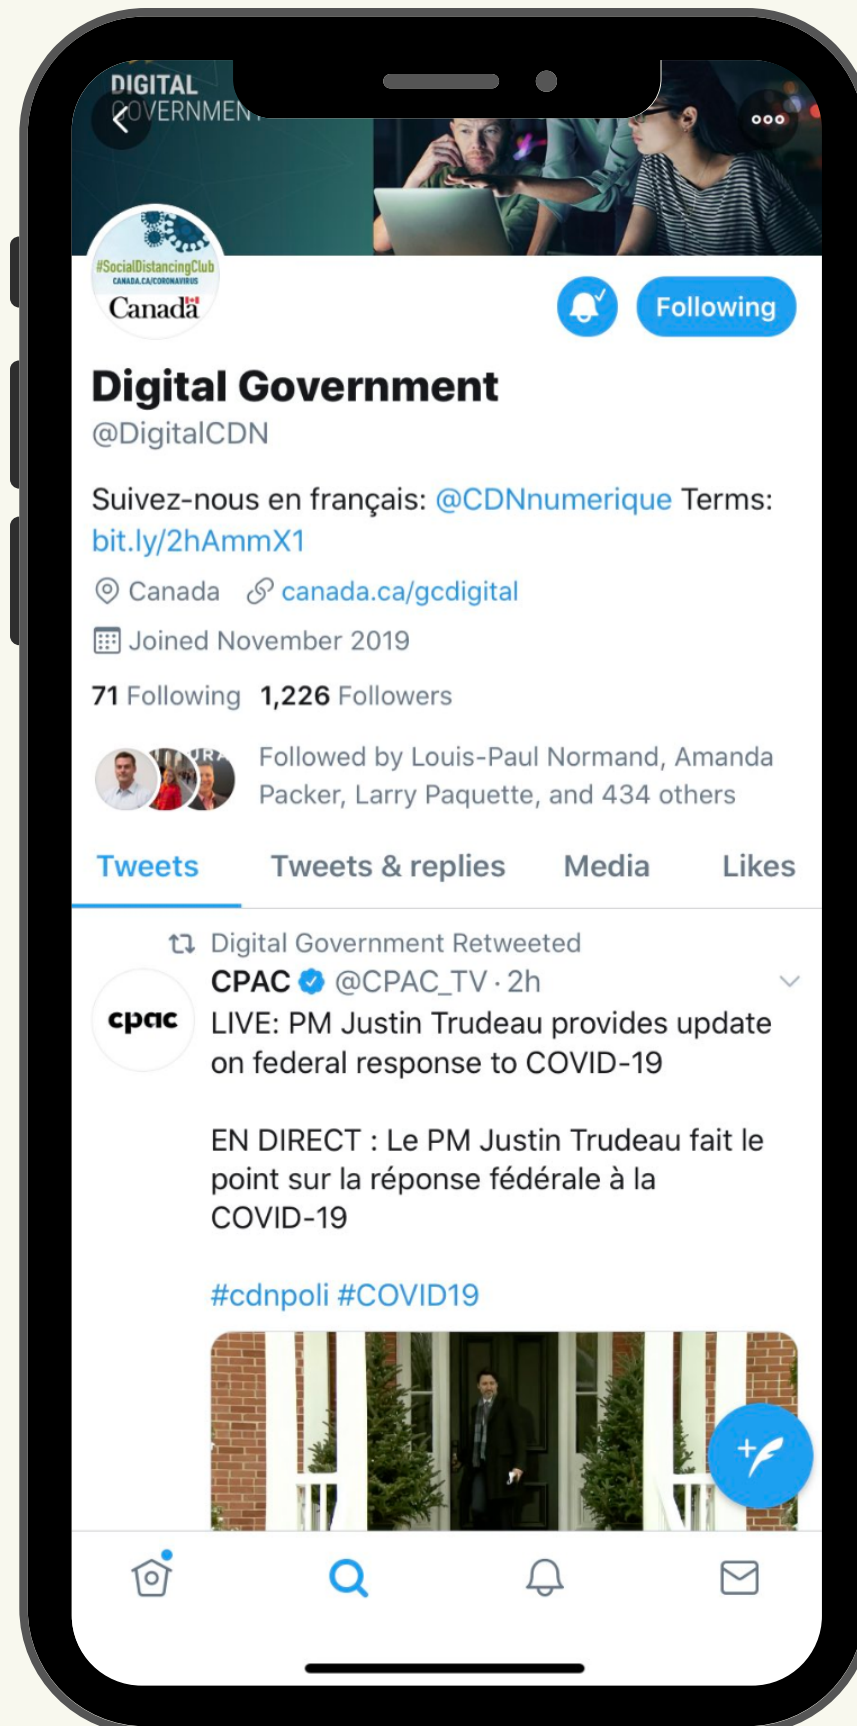 DIGITAL
GOVERNMENT
#SocialDistancingClub
CANADA.CA/CORONAVIRUS
Canada
Following
Digital Government
@DigitalCDN
Suivez-nous en français: @CDNnumerique Terms:
bit.ly/2hAmmX1
Canada canada.ca/gcdigital
Joined November 2019
71 Following 1,226 Followers
Followed by Louis-Paul Normand, Amanda
Packer, Larry Paquette, and 434 others
Tweets Tweets & replies Media Likes
Digital Government Retweeted
CPAC @CPAC_TV · 2h
cpac
LIVE: PM Justin Trudeau provides update
on federal response to COVID-19
EN DIRECT : Le PM Justin Trudeau fait le
point sur la réponse fédérale à la
COVID-19
#cdnpoli #COVID19